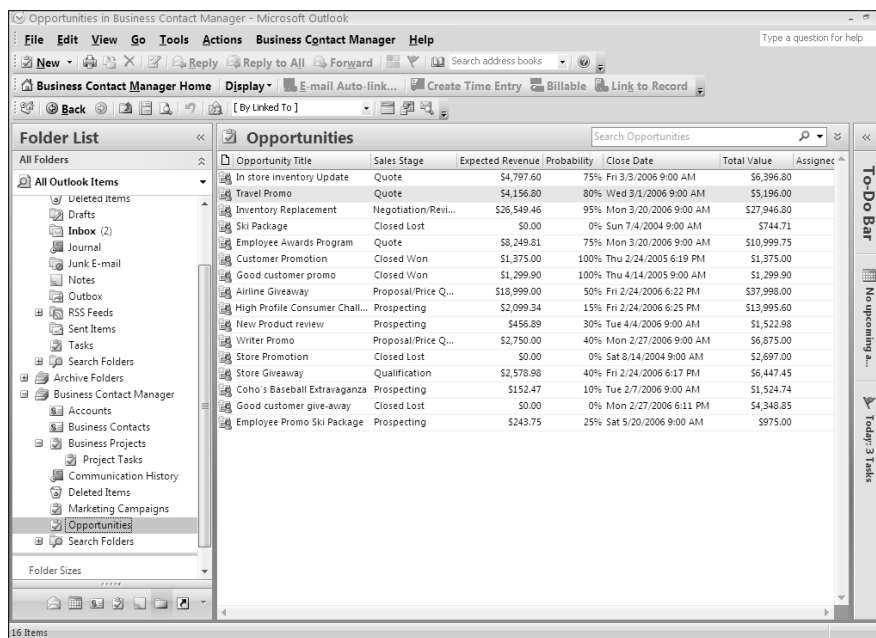 Opportunities in Business Contact Manager - Microsoft Outlook
File Edit View Go Tools Actions Business Contact Manager Help Type a question for help
New Reply Reply to All Forward Search address books
Business Contact Manager Home Display E-mail Auto-link... Create Time Entry Billable Link to Record
Back [ By Linked To ]
Folder List «
All Folders
All Outlook Items
Deleted Items
Drafts
Inbox (2)
Journal
Junk E-mail
Notes
Outbox
RSS Feeds
Sent Items
Tasks
Search Folders
Archive Folders
Business Contact Manager
Accounts
Business Contacts
Business Projects
Project Tasks
Communication History
Deleted Items
Marketing Campaigns
Opportunities
Search Folders
Folder Sizes
16 Items
Opportunities Search Opportunities
Opportunity Title Sales Stage Expected Revenue Probability Close Date Total Value Assigned
In store inventory Update Quote $4,797.60 75% Fri 3/3/2006 9:00 AM $6,396.80
Travel Promo Quote $4,156.80 80% Wed 3/1/2006 9:00 AM $5,196.00
Inventory Replacement Negotiation/Revi... $26,549.46 95% Mon 3/20/2006 9:00 AM $27,946.80
Ski Package Closed Lost $0.00 0% Sun 7/4/2004 9:00 AM $744.71
Employee Awards Program Quote $8,249.81 75% Mon 3/20/2006 9:00 AM $10,999.75
Customer Promotion Closed Won $1,375.00 100% Thu 2/24/2005 6:19 PM $1,375.00
Good customer promo Closed Won $1,299.90 100% Thu 4/14/2005 9:00 AM $1,299.90
Airline Giveaway Proposal/Price Q... $18,999.00 50% Fri 2/24/2006 6:22 PM $37,998.00
High Profile Consumer Chall... Prospecting $2,099.34 15% Fri 2/24/2006 6:25 PM $13,995.60
New Product review Prospecting $456.89 30% Tue 4/4/2006 9:00 AM $1,522.98
Writer Promo Proposal/Price Q... $2,750.00 40% Mon 2/27/2006 9:00 AM $6,875.00
Store Promotion Closed Lost $0.00 0% Sat 8/14/2004 9:00 AM $2,697.00
Store Giveaway Qualification $2,578.98 40% Fri 2/24/2006 6:17 PM $6,447.45
Coho's Baseball Extravaganza Prospecting $152.47 10% Tue 2/7/2006 9:00 AM $1,524.74
Good customer give-away Closed Lost $0.00 0% Mon 2/27/2006 6:11 PM $4,348.85
Employee Promo Ski Package Prospecting $243.75 25% Sat 5/20/2006 9:00 AM $975.00
«
To-Do Bar
No upcoming a...
Today: 3 Tasks